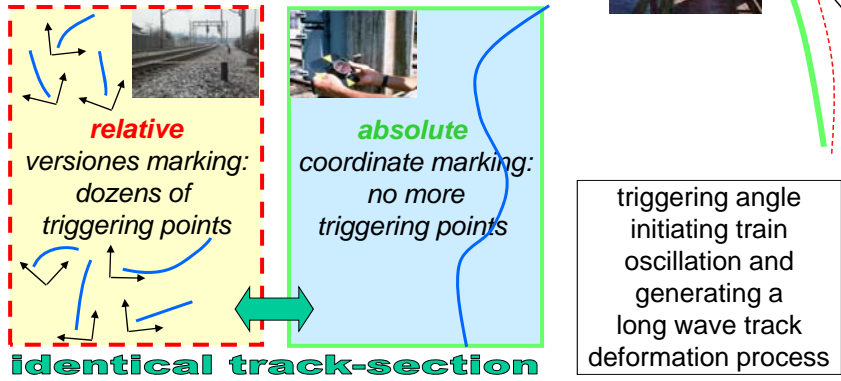 relative
versiones marking:
dozens of
triggering points
absolute
coordinate marking:
no more
triggering points
triggering angle
initiating train
oscillation and
generating a
long wave track
deformation process
identical track-section